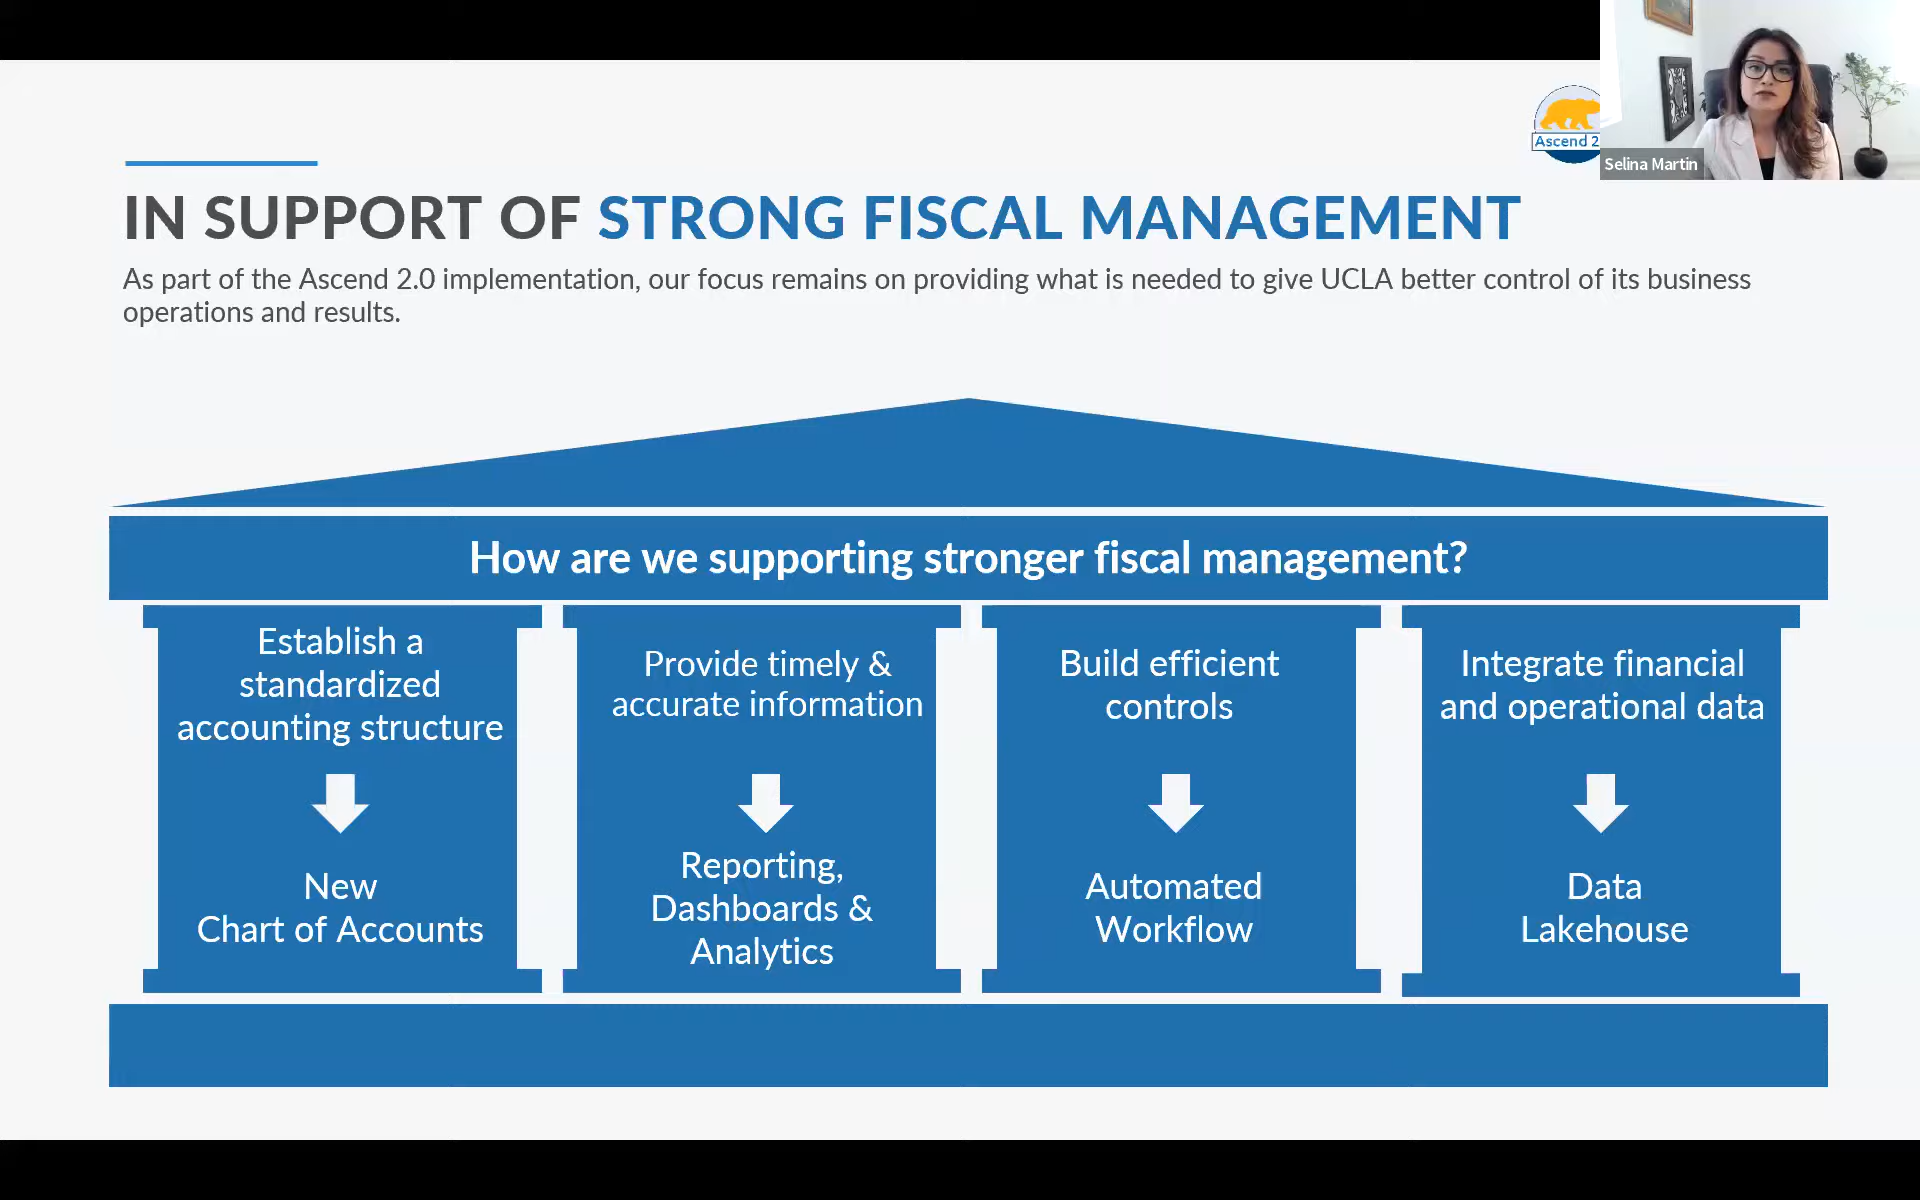 Ascend 2
Selina Martin
IN SUPPORT OF STRONG FISCAL MANAGEMENT
As part of the Ascend 2.0 implementation, our focus remains on providing what is needed to give UCLA better control of its business
operations and results.
How are we supporting stronger fiscal management?
Establish a
standardized
accounting structure
New
Chart of Accounts
Provide timely &
accurate information
Reporting,
Dashboards &
Analytics
Build efficient
controls
Automated
Workflow
Integrate financial
and operational data
Data
Lakehouse